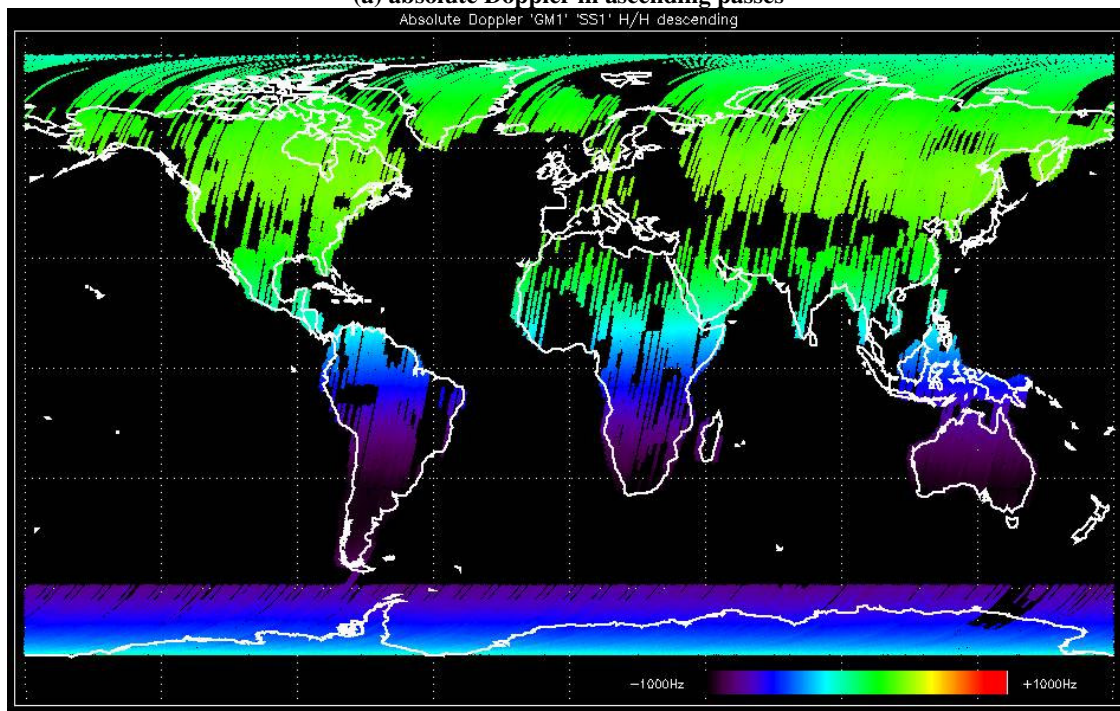 (a) absolute Doppler in ascending passes
Absolute Doppler 'GM1' 'SS1' H/H descending
-1000Hz
+1000Hz